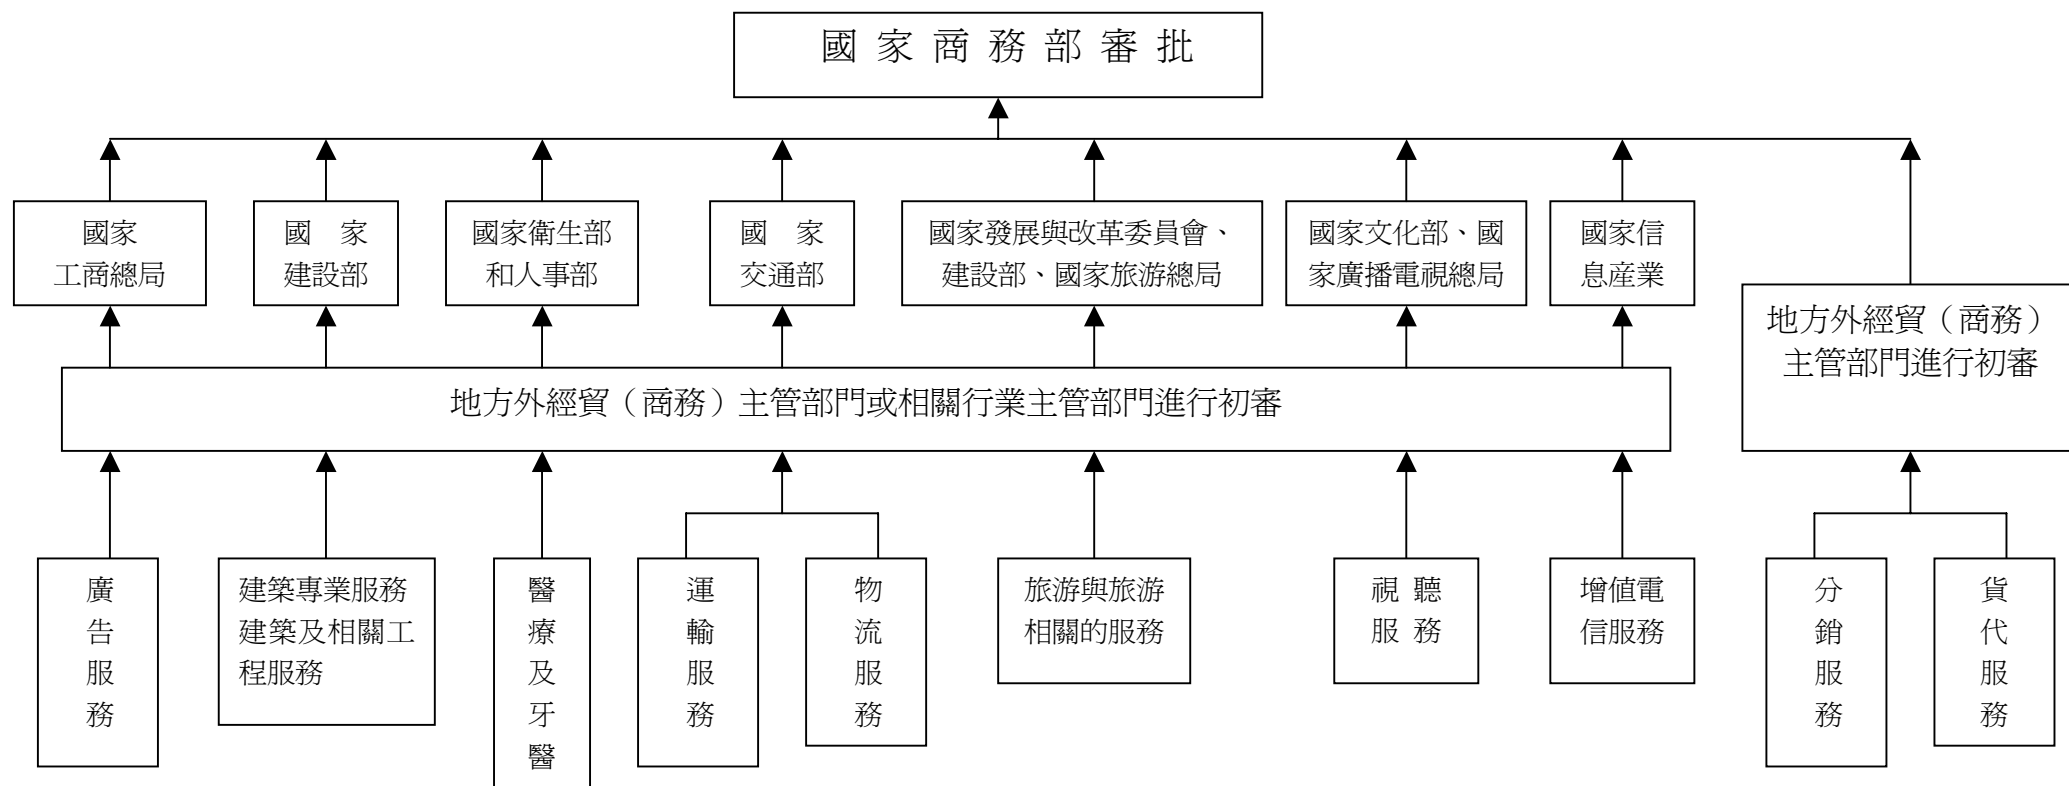 國家商務部審批
國家
工商總局
國 家
建設部
國家衛生部
和人事部
國 家
交通部
國家發展與改革委員會、
建設部、國家旅游總局
國家文化部、國
家廣播電視總局
國家信
息産業
地方外經貿（商務）
主管部門進行初審
地方外經貿（商務）主管部門或相關行業主管部門進行初審
廣告服務
建築專業服務
建築及相關工
程服務
醫療及牙醫
運輸服務
物流服務
旅游與旅游
相關的服務
視聽
服務
增值電
信服務
分銷服務
貨代服務